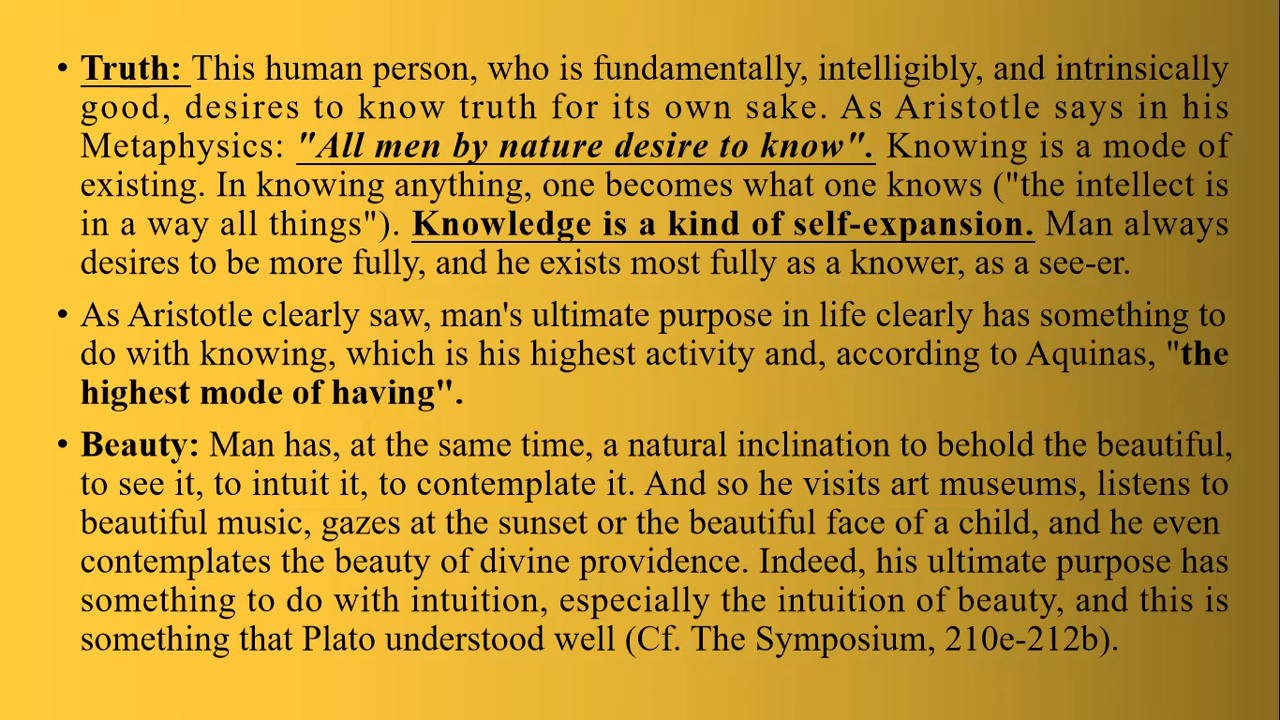 • Truth: This human person, who is fundamentally, intelligibly, and intrinsically
good, desires to know truth for its own sake. As Aristotle says in his
Metaphysics: "All men by nature desire to know". Knowing is a mode of
existing. In knowing anything, one becomes what one knows ("the intellect is
in a way all things"). Knowledge is a kind of self-expansion. Man always
desires to be more fully, and he exists most fully as a knower, as a see-er.
• As Aristotle clearly saw, man's ultimate purpose in life clearly has something to
do with knowing, which is his highest activity and, according to Aquinas, "the
highest mode of having".
• Beauty: Man has, at the same time, a natural inclination to behold the beautiful,
to see it, to intuit it, to contemplate it. And so he visits art museums, listens to
beautiful music, gazes at the sunset or the beautiful face of a child, and he even
contemplates the beauty of divine providence. Indeed, his ultimate purpose has
something to do with intuition, especially the intuition of beauty, and this is
something that Plato understood well (Cf. The Symposium, 210e-212b).